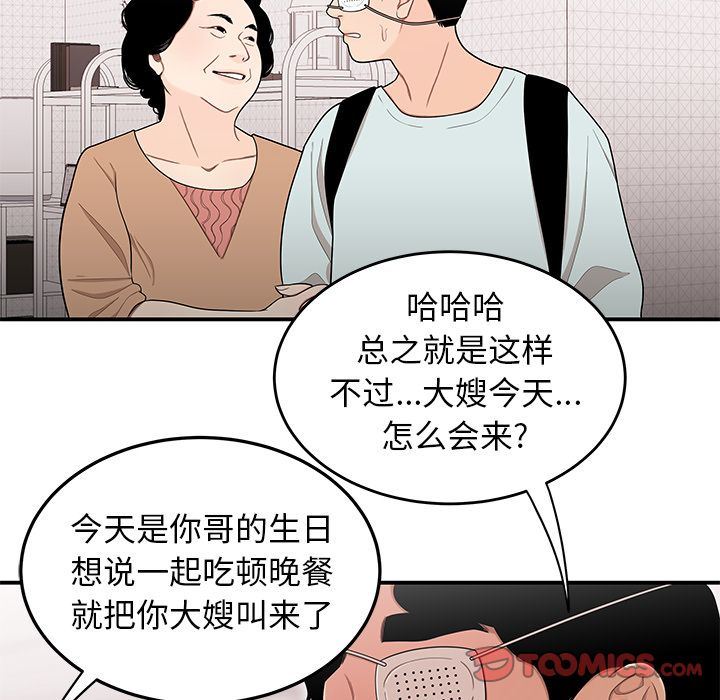 哈哈哈
总之就是这样
不过...大嫂今天...
怎么会来?
今天是你哥的生日
想说一起吃顿晚餐
就把你大嫂叫来了
TOOMICS.com